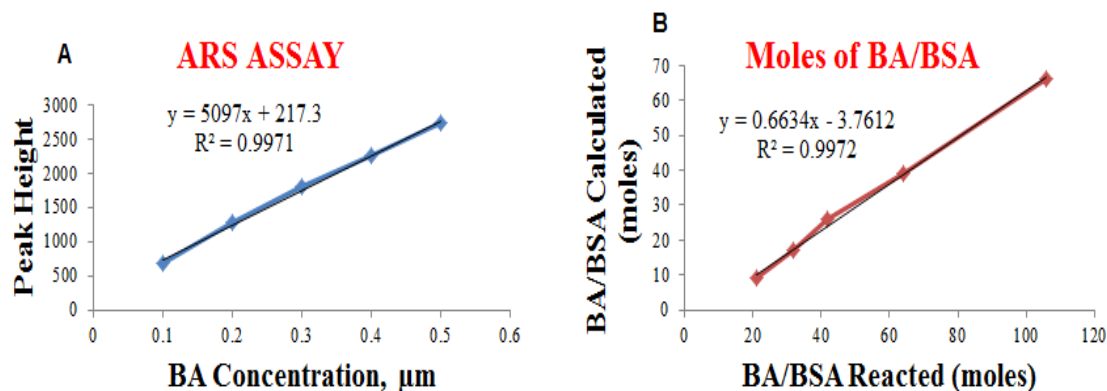 A
ARS ASSAY
y = 5097x + 217.3
R² = 0.9971
Peak Height
3000
2500
2000
1500
1000
500
0
0 0.1 0.2 0.3 0.4 0.5 0.6
BA Concentration, µm
B
Moles of BA/BSA
y = 0.6634x - 3.7612
R² = 0.9972
BA/BSA Calculated
(moles)
70
60
50
40
30
20
10
0
0 20 40 60 80 100 120
BA/BSA Reacted (moles)